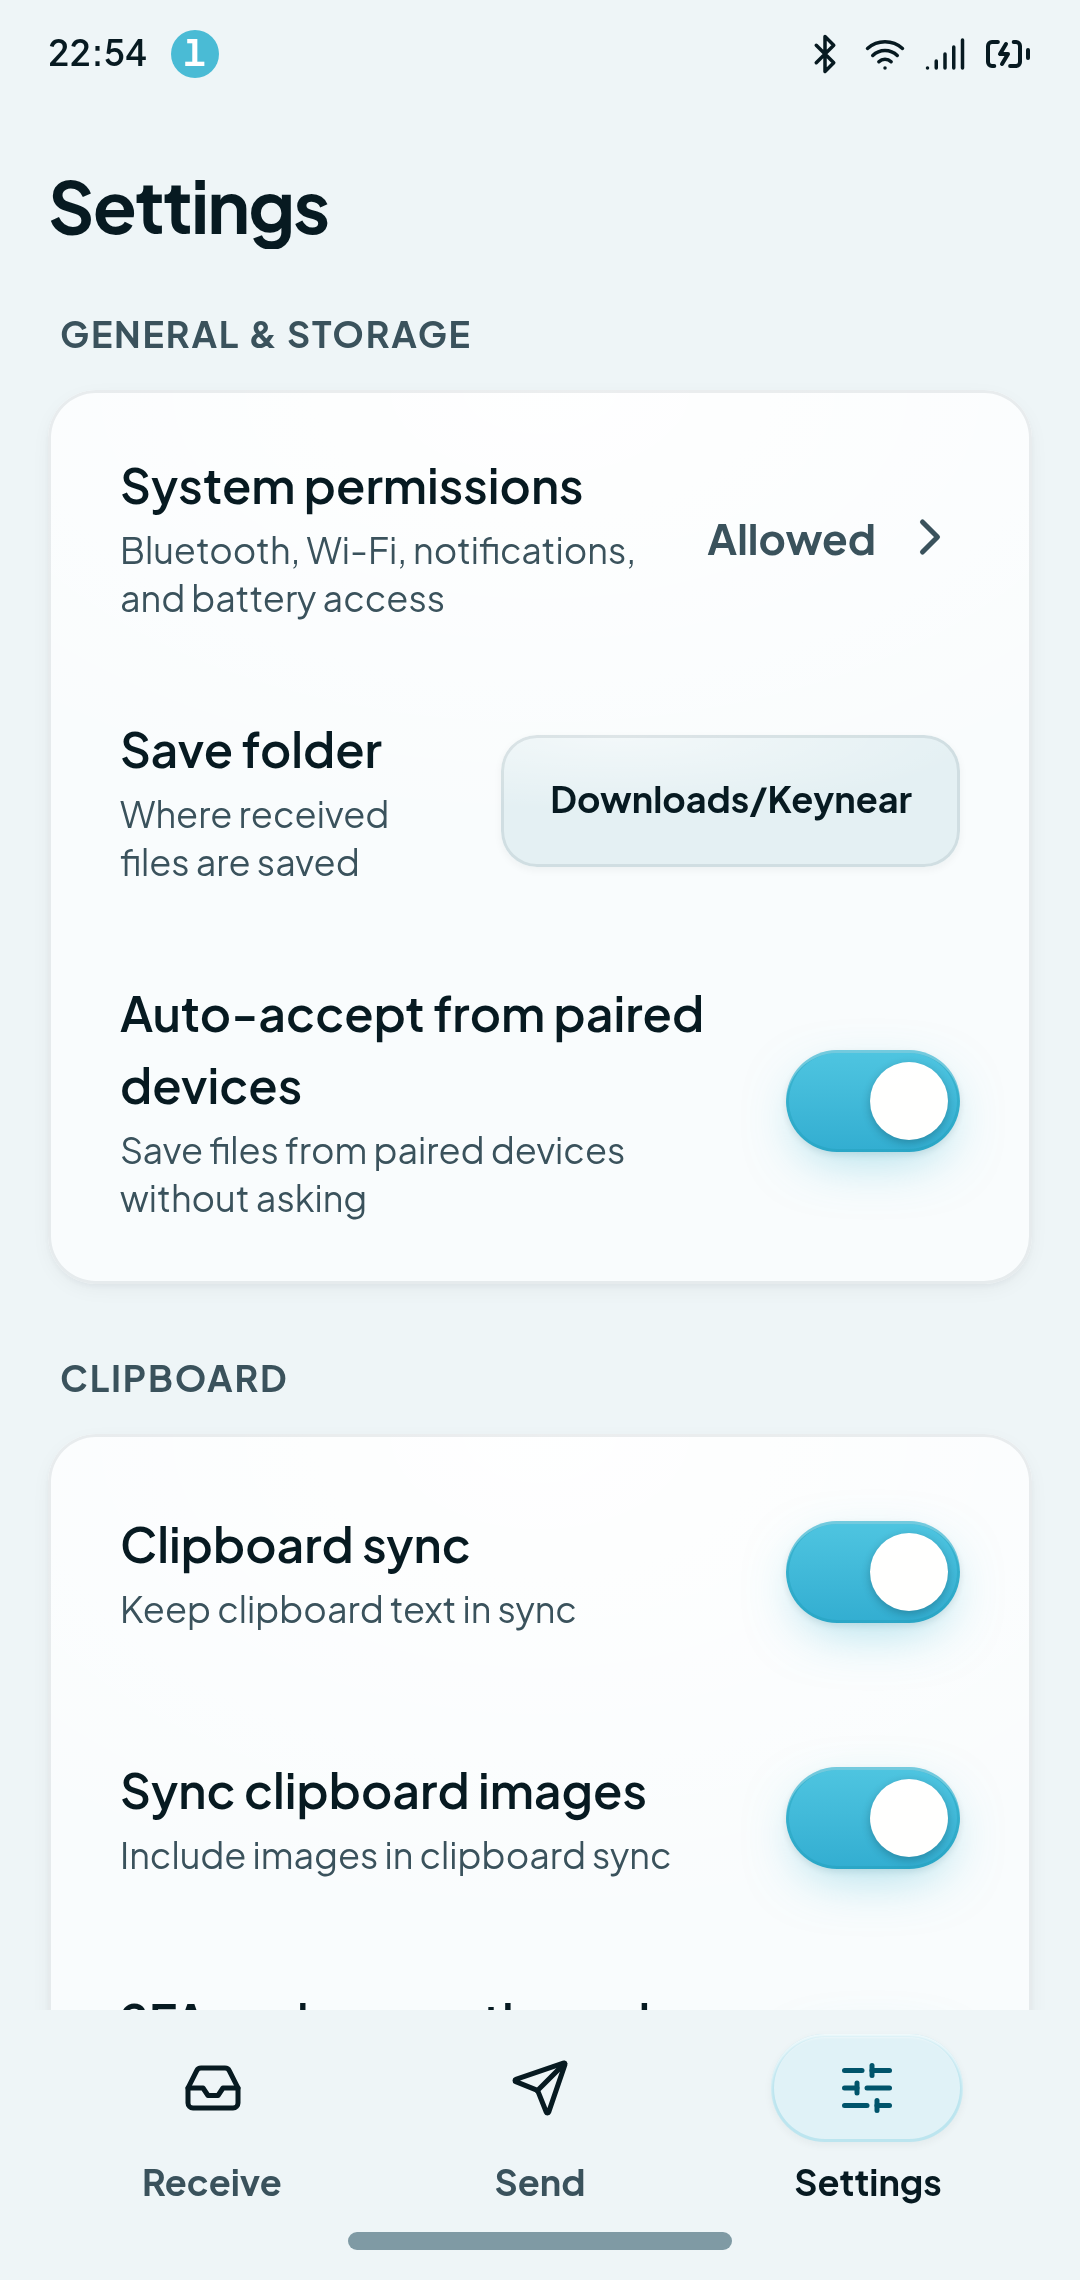 22:54 1
Settings
GENERAL & STORAGE
System permissions
Bluetooth, Wi-Fi, notifications,
and battery access
Allowed
Save folder
Where received
files are saved
Downloads/Keynear
Auto-accept from paired
devices
Save files from paired devices
without asking
CLIPBOARD
Clipboard sync
Keep clipboard text in sync
Sync clipboard images
Include images in clipboard sync
Receive
Send
Settings